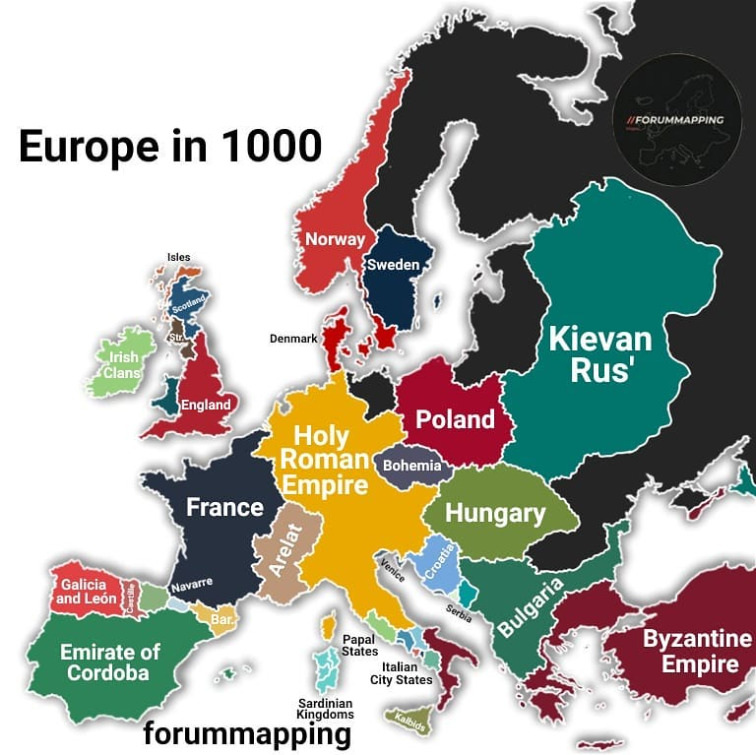 Europe in 1000
//FORUMMAPPING
Norway
Sweden
Isles
Scotland
Str.
Denmark
Irish
Clans
England
Kievan
Rus'
Poland
Holy
Roman
Empire
Bohemia
France
Hungary
Arelat
Croatia
Venice
Galicia
and León
Castille
Navarre
Bar.
Serbia
Bulgaria
Emirate of
Cordoba
Papal
States
Italian
City States
Byzantine
Empire
Sardinian
Kingdoms
Kalbids
forummapping